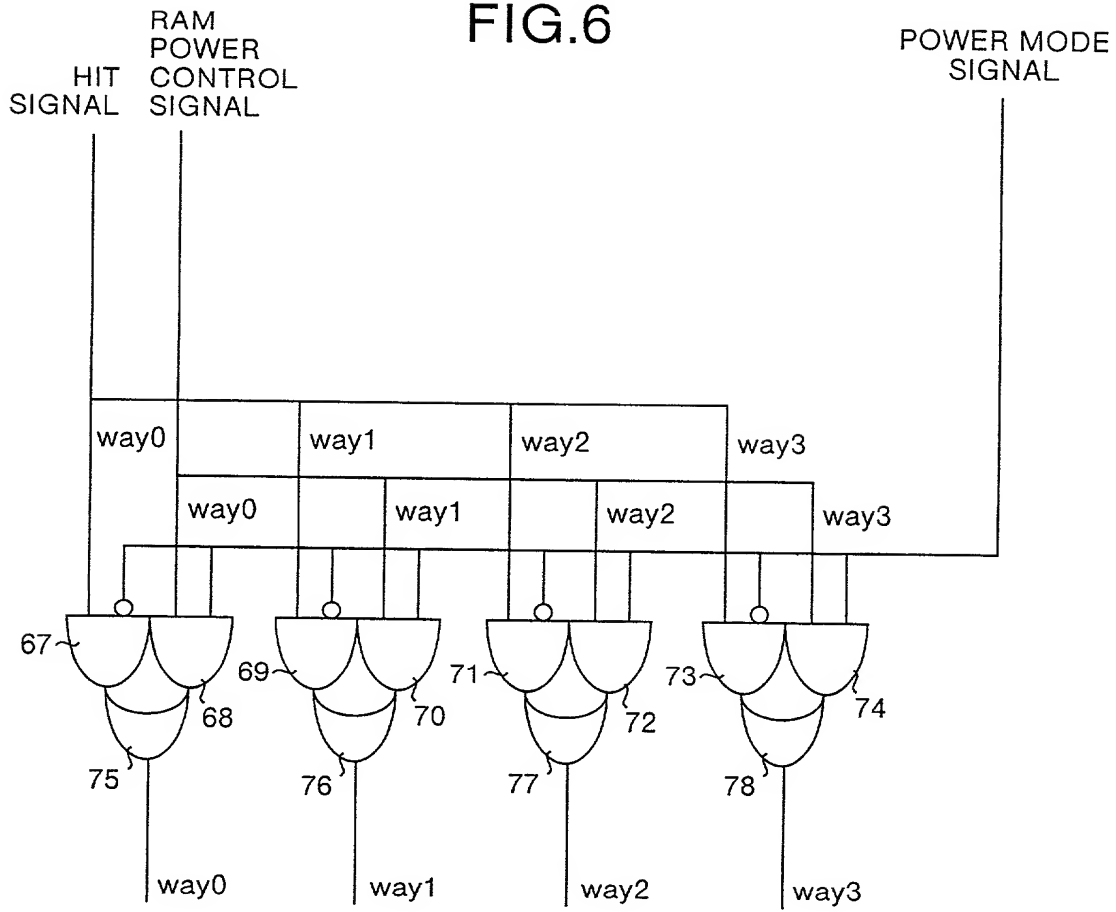 FIG.6
HIT
SIGNAL
RAM
POWER
CONTROL
SIGNAL
POWER MODE
SIGNAL
way0
way1
way2
way3
way0
way1
way2
way3
67
68
69
70
71
72
73
74
75
76
77
78
way0
way1
way2
way3